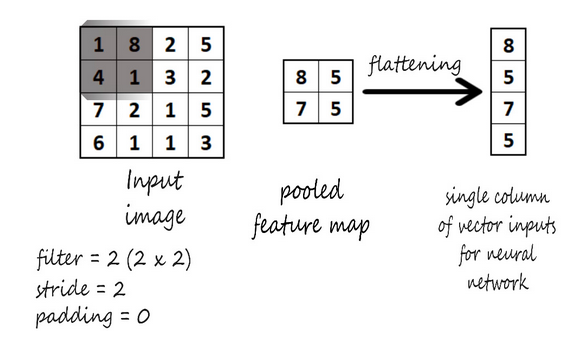 1 8 2 5
4 1 3 2
7 2 1 5
6 1 1 3
Input
image
filter = 2 (2 x 2)
stride = 2
padding = 0
8 5
7 5
pooled
feature map
flattening
8
5
7
5
single column
of vector inputs
for neural
network